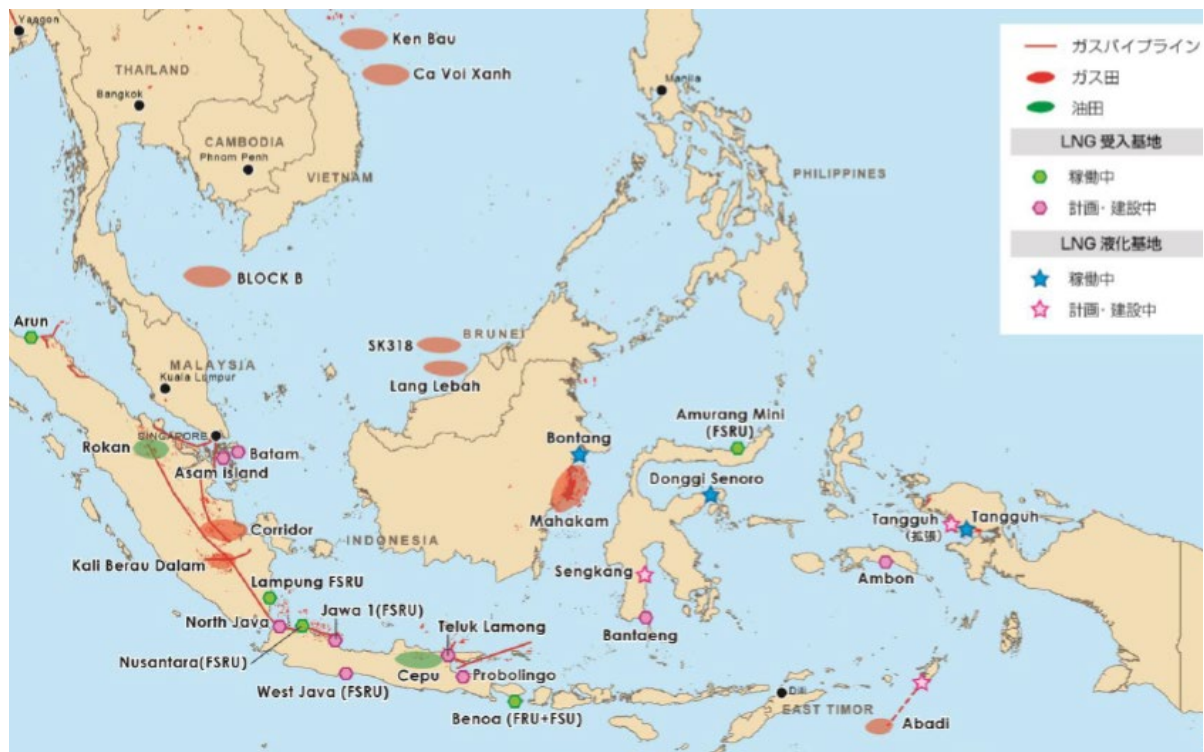 Yangon
Ken Bau
THAILAND
Ca Voi Xanh
Bangkok
Manila
CAMBODIA
Phnom Penh
VIETNAM
PHILIPPINES
BLOCK B
Arun
BRUNEI
SK318
MALAYSIA
Kuala Lumpur
Lang Lebah
Amurang Mini
(FSRU)
Rokan
SINGAPORE
Bontang
Batam
Asam Island
Donggi Senoro
Mahakam
Corridor
INDONESIA
Tangguh
(拡張)
Tangguh
Kali Berau Dalam
Sengkang
Ambon
Lampung FSRU
North Java
Jawa 1(FSRU)
Teluk Lamong
Bantaeng
Nusantara(FSRU)
West Java (FSRU)
Cepu
Probolingo
Benoa (FRU+FSU)
Dili
EAST TIMOR
Abadi
ガスパイプライン
ガス田
油田
LNG 受入基地
稼働中
計画・建設中
LNG 液化基地
稼働中
計画・建設中